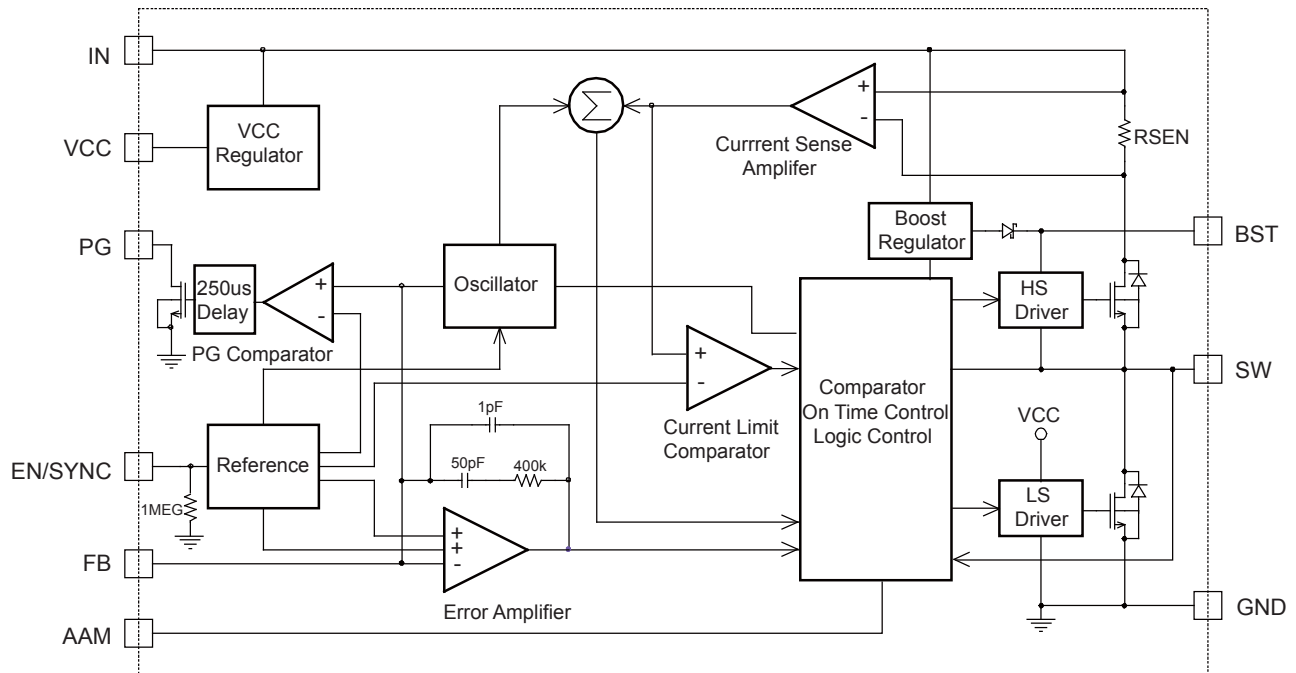 IN
VCC
PG
EN/SYNC
FB
AAM
VCC
Regulator
Σ
+
-
Currrent Sense
Amplifer
RSEN
Boost
Regulator
BST
250us
Delay
+
-
PG Comparator
Oscillator
HS
Driver
SW
+
-
Current Limit
Comparator
Comparator
On Time Control
Logic Control
VCC
LS
Driver
GND
1MEG
Reference
1pF
50pF
400k
+
+
-
Error Amplifier